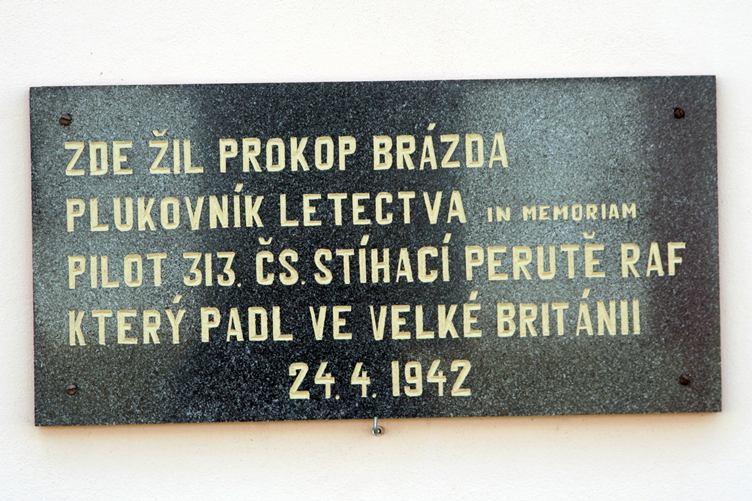 ZDE ŽIL PROKOP BRÁZDA
PLUKOVNÍK LETECTVA IN MEMORIAM
PILOT 313. ČS. STÍHACÍ PERUTĚ RAF
KTERÝ PADL VE VELKÉ BRITÁNII
24. 4. 1942